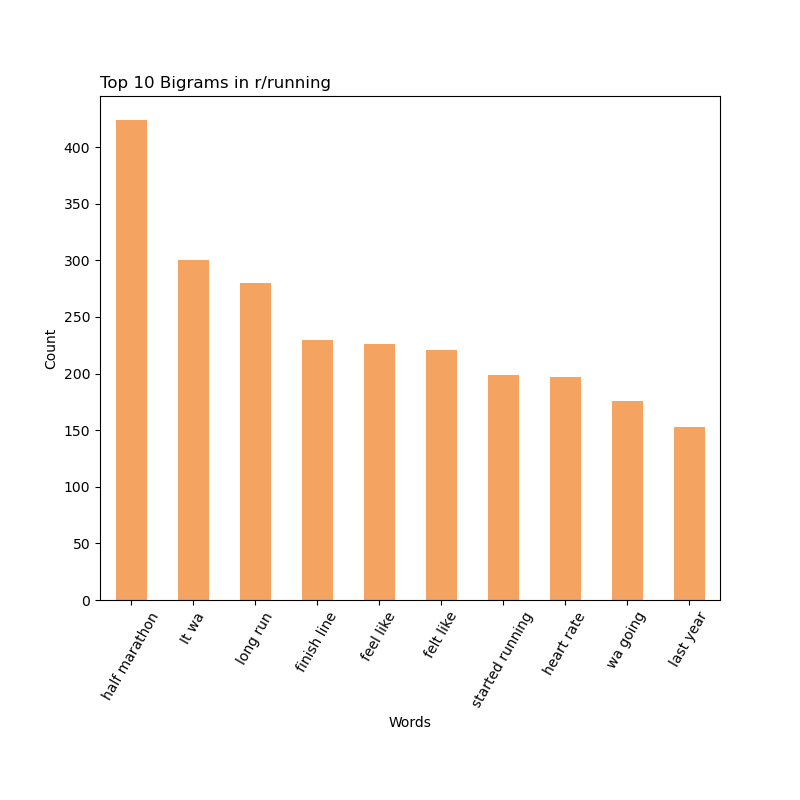 Top 10 Bigrams in r/running
400
350
300
250
200
150
100
50
0
Count
half marathon
It wa
long run
finish line
feel like
felt like
started running
heart rate
wa going
last year
Words